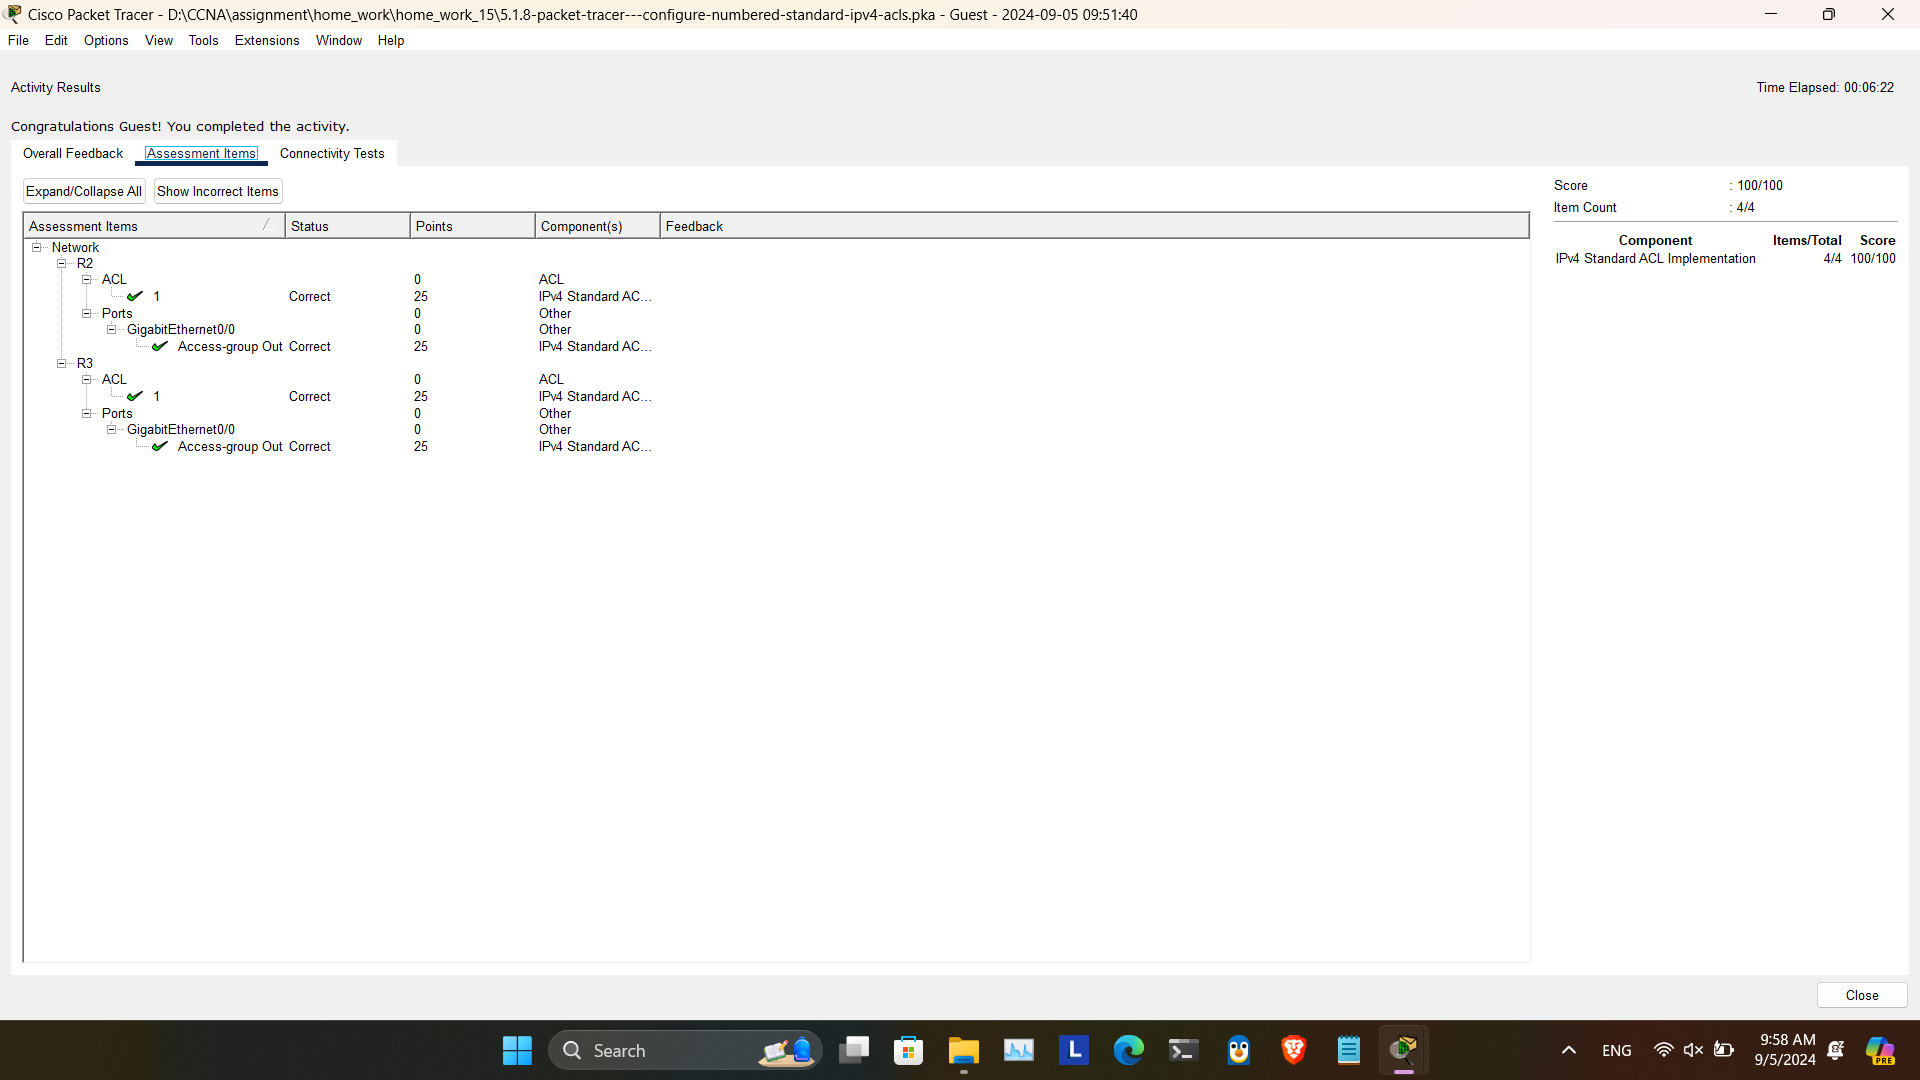 Cisco Packet Tracer - D:\CCNA\assignment\home_work\home_work_15\5.1.8-packet-tracer---configure-numbered-standard-ipv4-acls.pka - Guest - 2024-09-05 09:51:40
File Edit Options View Tools Extensions Window Help
Activity Results Time Elapsed: 00:06:22
Congratulations Guest! You completed the activity.
Overall Feedback Assessment Items Connectivity Tests
Expand/Collapse All Show Incorrect Items
Assessment Items Status Points Component(s) Feedback
Network
R2
ACL 0 ACL
1 Correct 25 IPv4 Standard AC...
Ports 0 Other
GigabitEthernet0/0 0 Other
Access-group Out Correct 25 IPv4 Standard AC...
R3
ACL 0 ACL
1 Correct 25 IPv4 Standard AC...
Ports 0 Other
GigabitEthernet0/0 0 Other
Access-group Out Correct 25 IPv4 Standard AC...
Score : 100/100
Item Count : 4/4
Component Items/Total Score
IPv4 Standard ACL Implementation 4/4 100/100
Close
Search
L
ENG
9:58 AM
9/5/2024
PRE